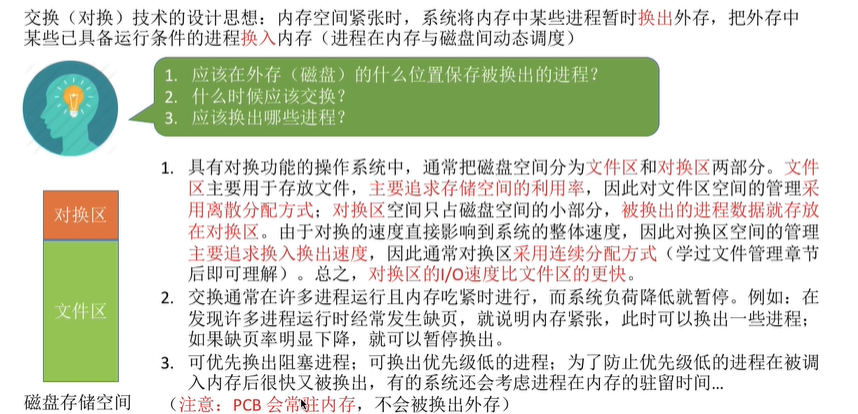 交换（对换）技术的设计思想：内存空间紧张时，系统将内存中某些进程暂时换出外存，把外存中
某些已具备运行条件的进程换入内存（进程在内存与磁盘间动态调度）
1. 应该在外存（磁盘）的什么位置保存被换出的进程？
2. 什么时候应该交换？
3. 应该换出哪些进程？
1. 具有对换功能的操作系统中，通常把磁盘空间分为文件区和对换区两部分。文件
区主要用于存放文件，主要追求存储空间的利用率，因此对文件区空间的管理采
用离散分配方式；对换区空间只占磁盘空间的小部分，被换出的进程数据就存放
在对换区。由于对换的速度直接影响到系统的整体速度，因此对换区空间的管理
主要追求换入换出速度，因此通常对换区采用连续分配方式（学过文件管理章节
后即可理解）。总之，对换区的I/O速度比文件区的更快。
2. 交换通常在许多进程运行且内存吃紧时进行，而系统负荷降低就暂停。例如：在
发现许多进程运行时经常发生缺页，就说明内存紧张，此时可以换出一些进程；
如果缺页率明显下降，就可以暂停换出。
3. 可优先换出阻塞进程；可换出优先级低的进程；为了防止优先级低的进程在被调
入内存后很快又被换出，有的系统还会考虑进程在内存的驻留时间…
（注意：PCB 会常驻内存，不会被换出外存）
对换区
文件区
磁盘存储空间